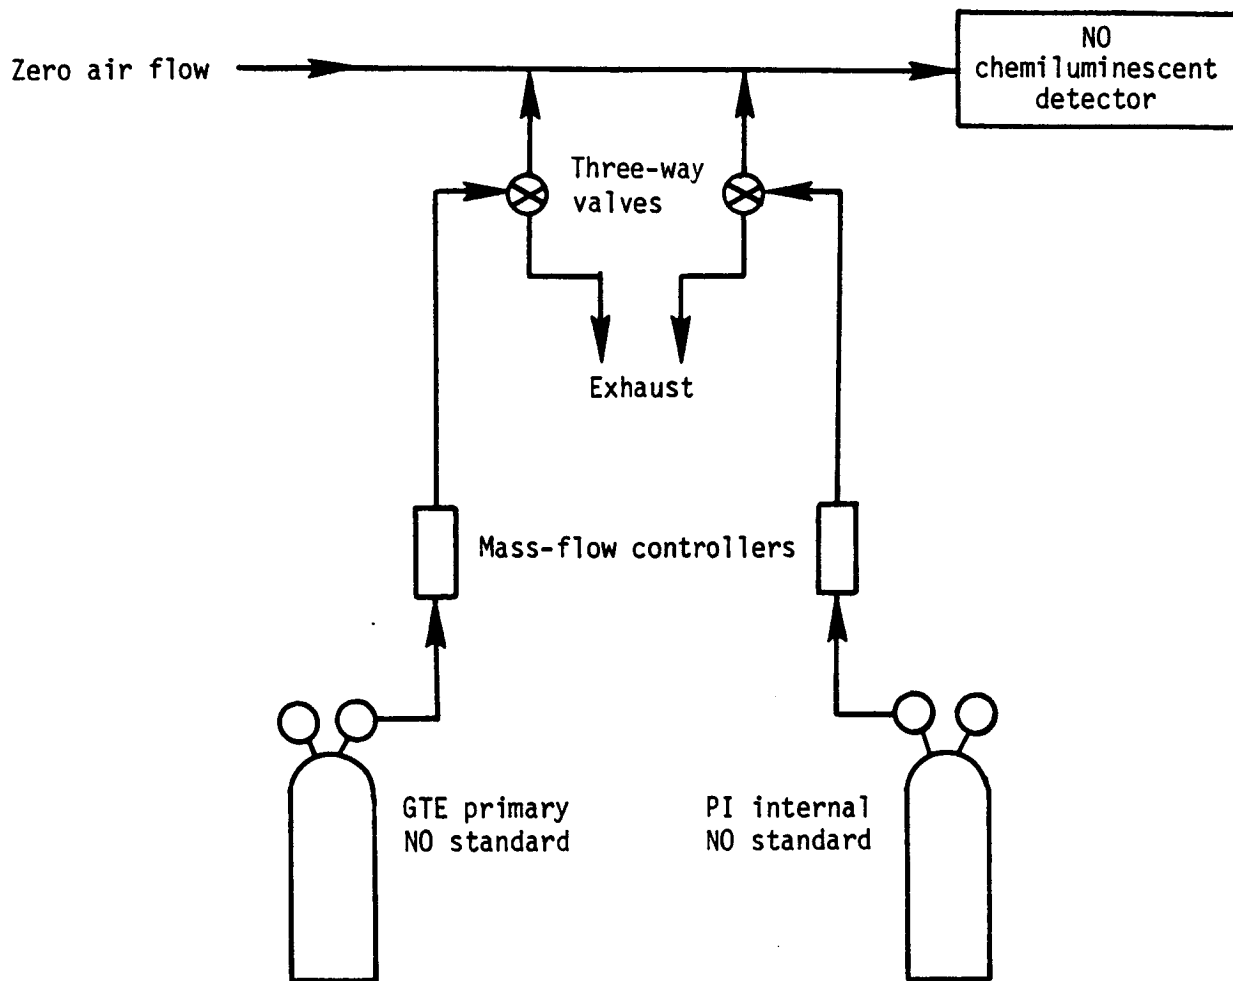 Zero air flow
NO
chemiluminescent
detector
Three-way
valves
Exhaust
Mass-flow controllers
GTE primary
NO standard
PI internal
NO standard